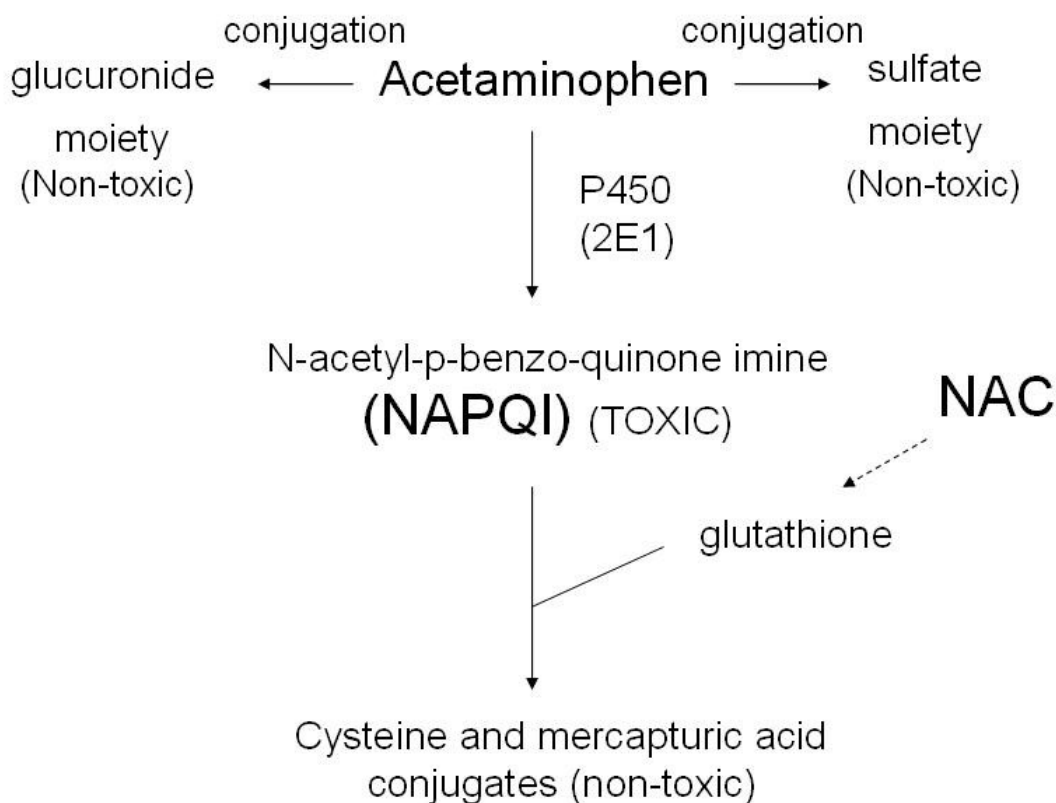 conjugation
conjugation
glucuronide
Acetaminophen
sulfate
moiety
(Non-toxic)
moiety
(Non-toxic)
P450
(2E1)
N-acetyl-p-benzo-quinone imine
(NAPQI) (TOXIC)
NAC
glutathione
Cysteine and mercapturic acid
conjugates (non-toxic)